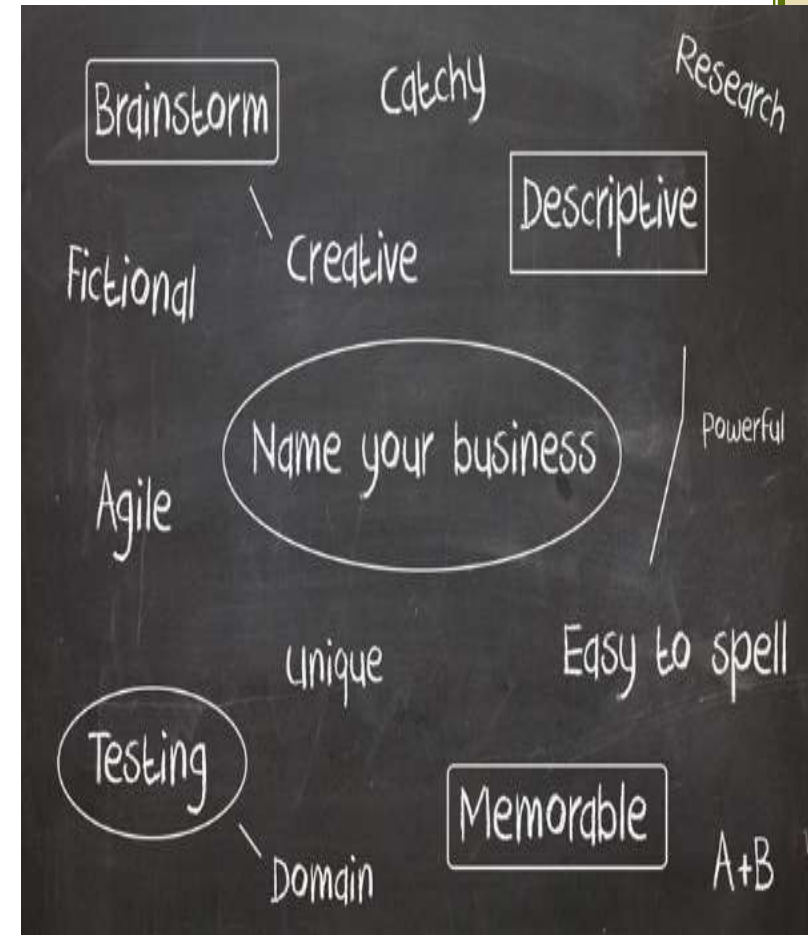 Brainstorm
Catchy
Research
Descriptive
Fictional
Creative
Name your business
Powerful
Agile
Unique
Easy to spell
Testing
Memorable
Domain
A+B